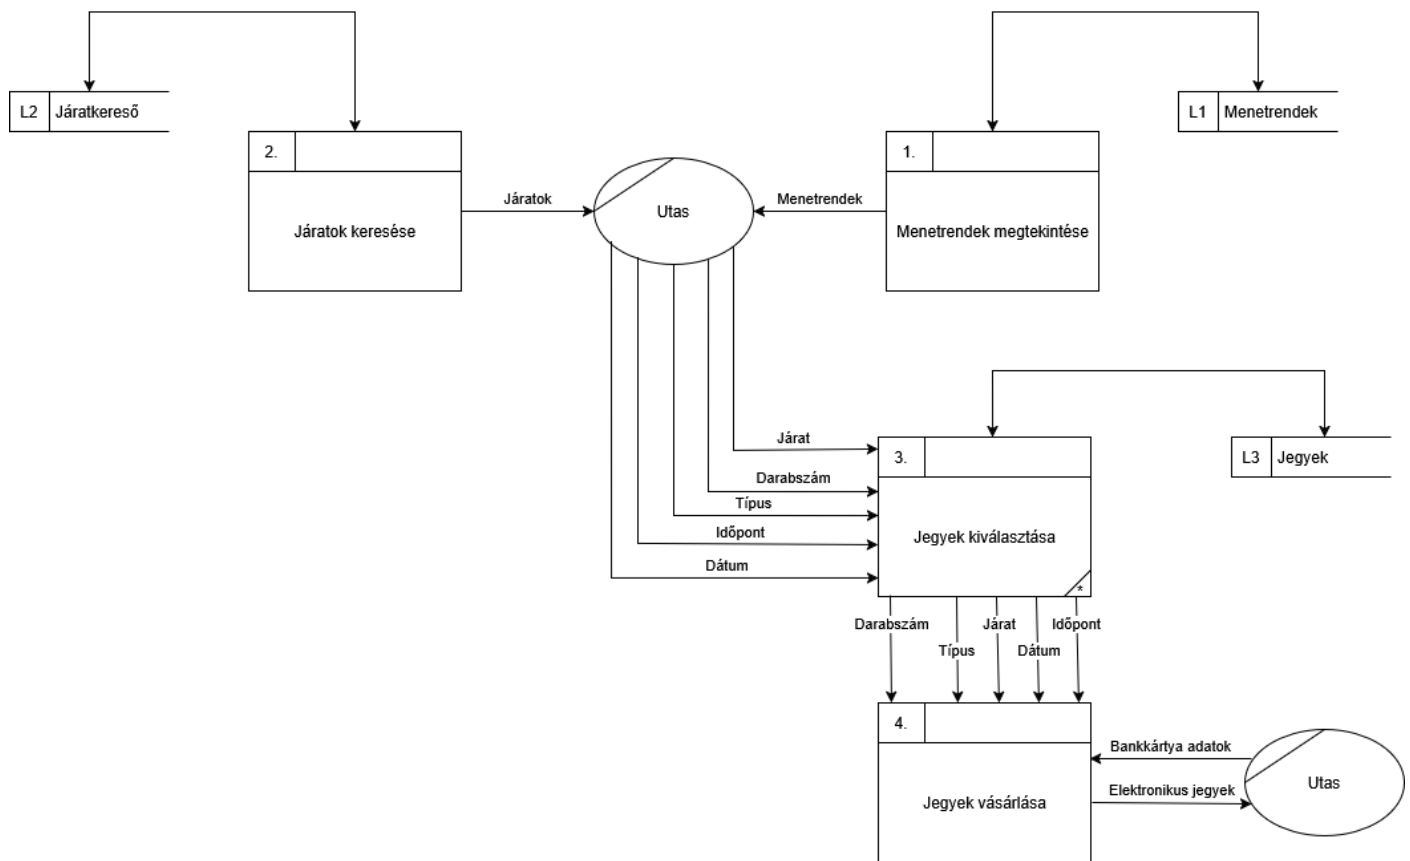 L2 Járatkereső
L1 Menetrendek
2.
1.
Járatok
Utas
Menetrendek
Járatok keresése
Menetrendek megtekintése
Járat
3.
L3 Jegyek
Darabszám
Típus
Időpont
Jegyek kiválasztása
Dátum
*
Darabszám
Járat
Időpont
Típus
Dátum
4.
Bankkártya adatok
Utas
Elektronikus jegyek
Jegyek vásárlása